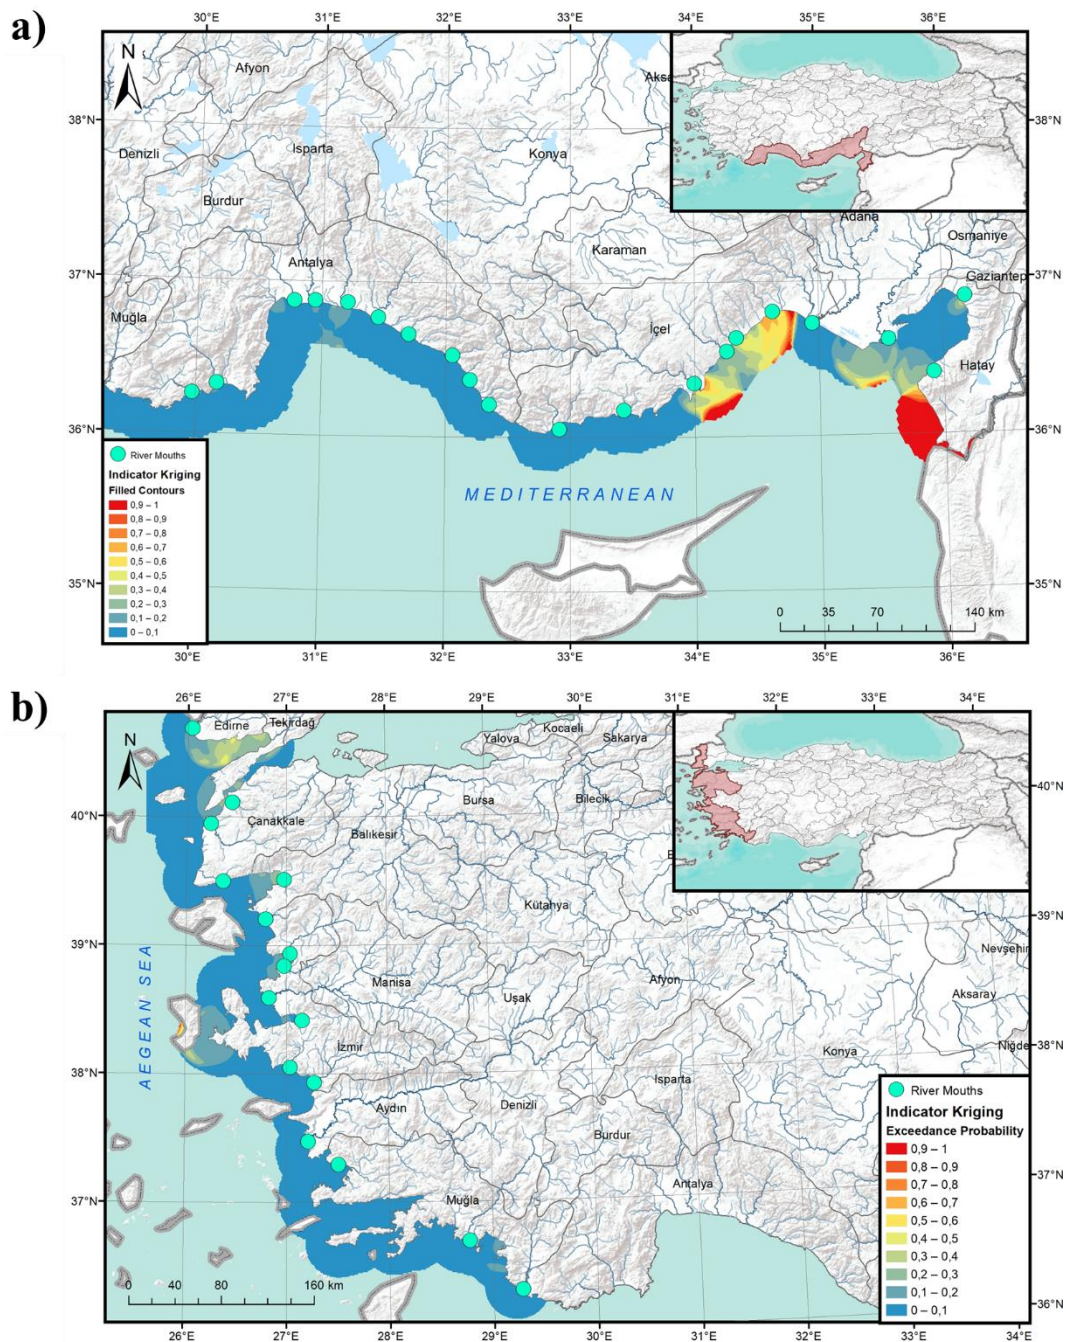 a)
30°E 31°E 32°E 33°E 34°E 35°E 36°E
N
Afyon
38°N
38°N
Denizli
Isparta
Konya
Burdur
Adana
Osmaniye
Karaman
Antalya
37°N
37°N
Gaziantep
Muğla
İçel
Hatay
36°N
36°N
River Mouths
Indicator Kriging
Filled Contours
0,9 – 1
0,8 – 0,9
0,7 – 0,8
0,6 – 0,7
0,5 – 0,6
0,4 – 0,5
0,3 – 0,4
0,2 – 0,3
0,1 – 0,2
0 – 0,1
MEDITERRANEAN
35°N
35°N
0 35 70 140 km
30°E 31°E 32°E 33°E 34°E 35°E 36°E
b)
26°E 27°E 28°E 29°E 30°E 31°E 32°E 33°E 34°E
N
Edirne
Tekirdağ
Yalova
Kocaeli
Sakarya
40°N
40°N
Çanakkale
Bursa
Bilecik
Balıkesir
Kütahya
39°N
39°N
AEGEAN SEA
Manisa
Uşak
Afyon
Aksaray
İzmir
Konya
38°N
38°N
Isparta
Aydın
Denizli
Burdur
Antalya
Muğla
37°N
37°N
River Mouths
Indicator Kriging
Exceedance Probability
0,9 – 1
0,8 – 0,9
0,7 – 0,8
0,6 – 0,7
0,5 – 0,6
0,4 – 0,5
0,3 – 0,4
0,2 – 0,3
0,1 – 0,2
0 – 0,1
0 40 80 160 km
36°N
36°N
26°E 27°E 28°E 29°E 30°E 31°E 32°E 33°E 34°E